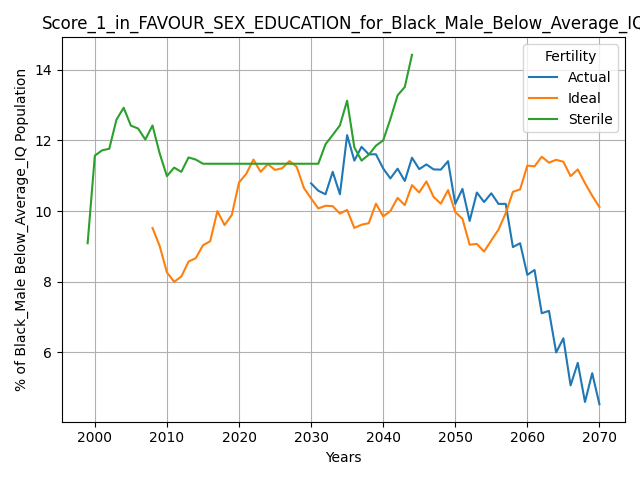 Score_1_in_FAVOUR_SEX_EDUCATION_for_Black_Male_Below_Average_IQ
% of Black_Male Below_Average_IQ Population
14
12
10
8
6
Fertility
Actual
Ideal
Sterile
2000 2010 2020 2030 2040 2050 2060 2070
Years